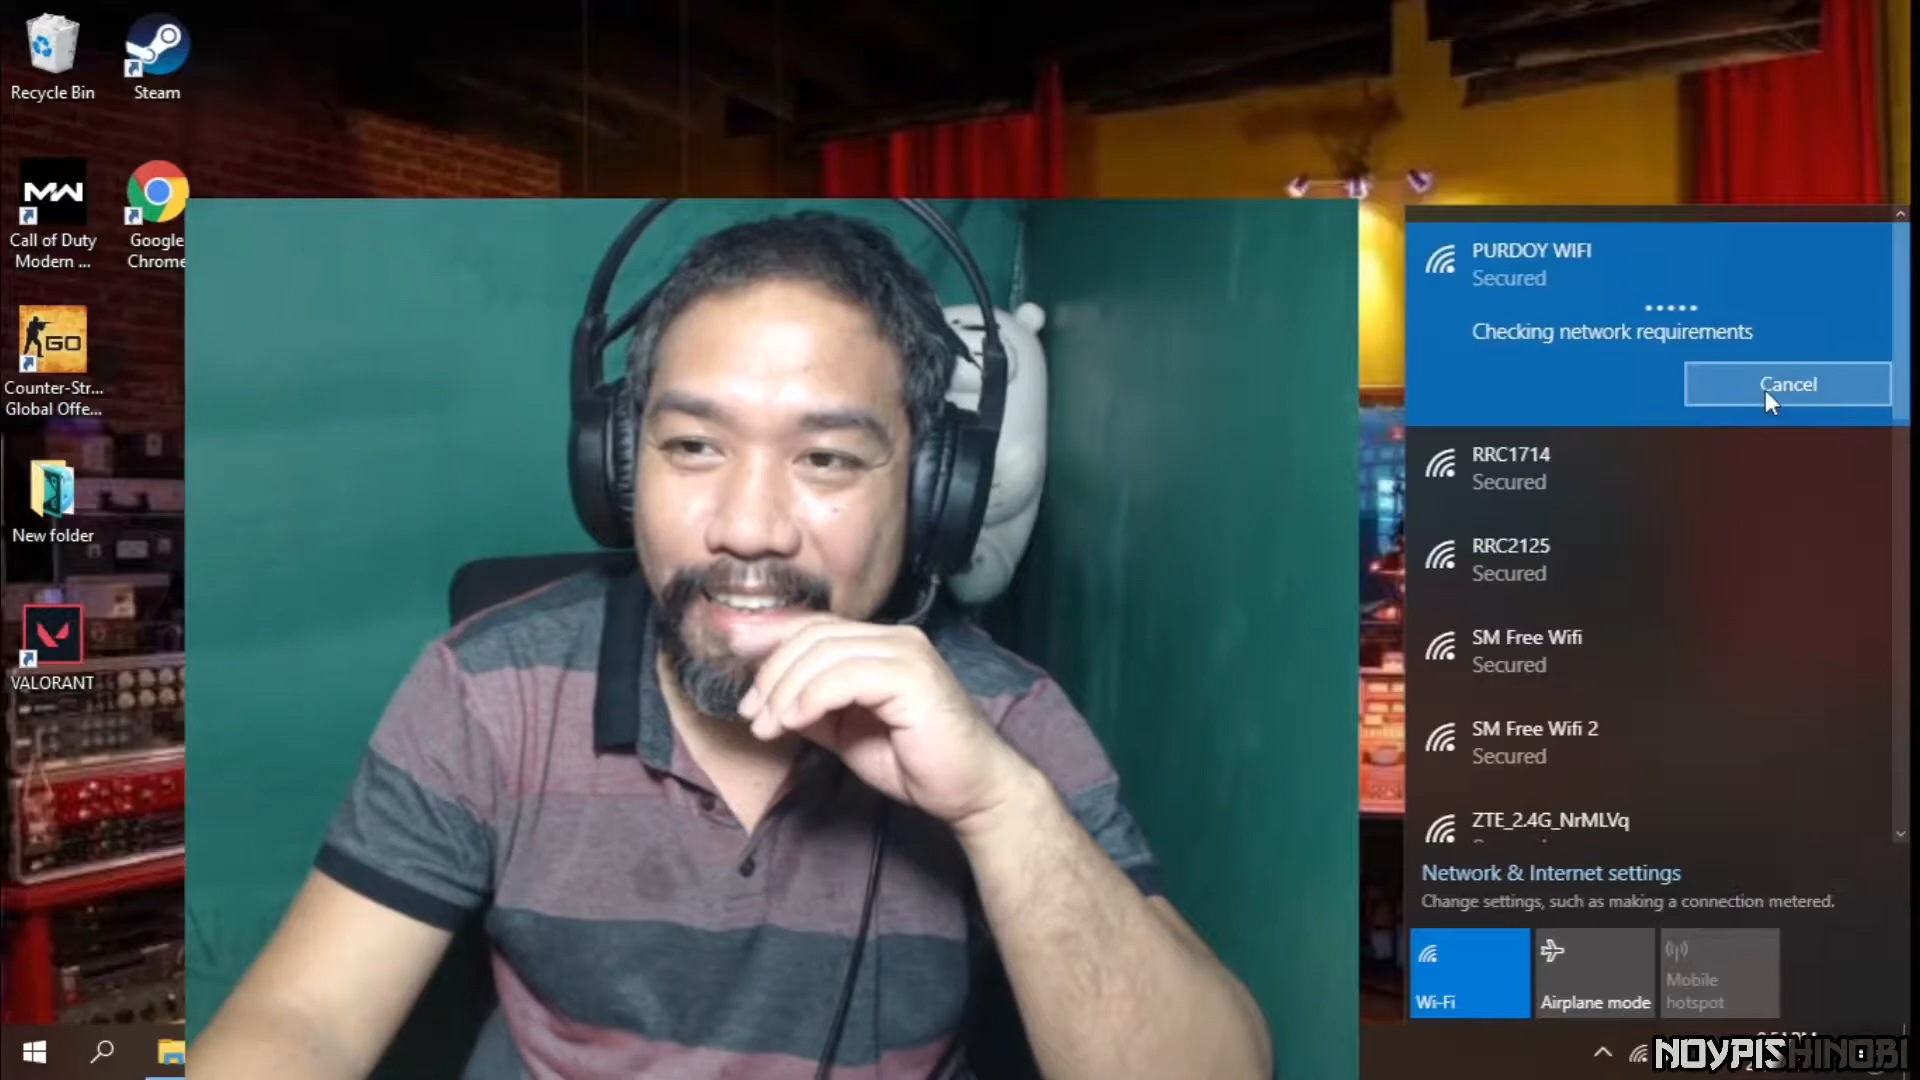 Recycle Bin
Steam
MW
Call of Duty
Modern ...
Google
Chrome
GO
Counter-Str...
Global Offe...
New folder
VALORANT
PURDOY WIFI
Secured
Checking network requirements
Cancel
RRC1714
Secured
RRC2125
Secured
SM Free Wifi
Secured
SM Free Wifi 2
Secured
ZTE_2.4G_NrMLVq
Network & Internet settings
Change settings, such as making a connection metered.
Wi-Fi
Airplane mode
Mobile
hotspot
NOYPISHINOBI